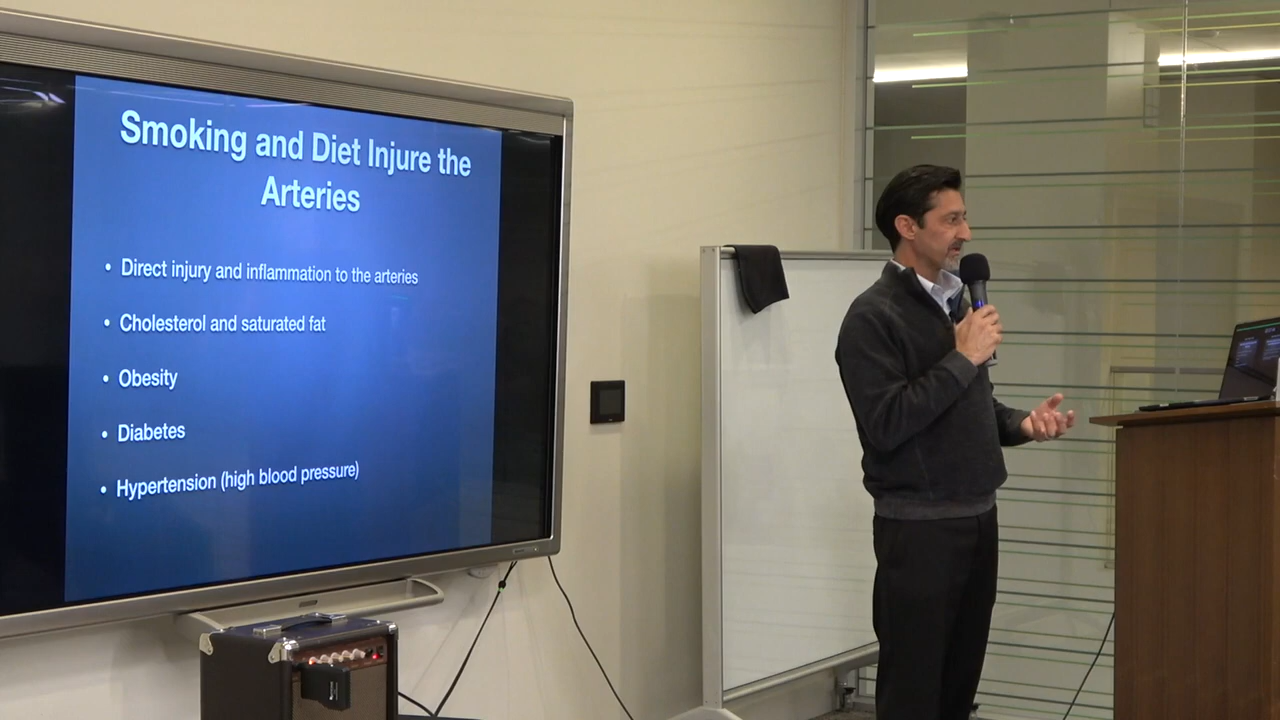 Smoking and Diet Injure the
Arteries
• Direct injury and inflammation to the arteries
• Cholesterol and saturated fat
• Obesity
• Diabetes
• Hypertension (high blood pressure)